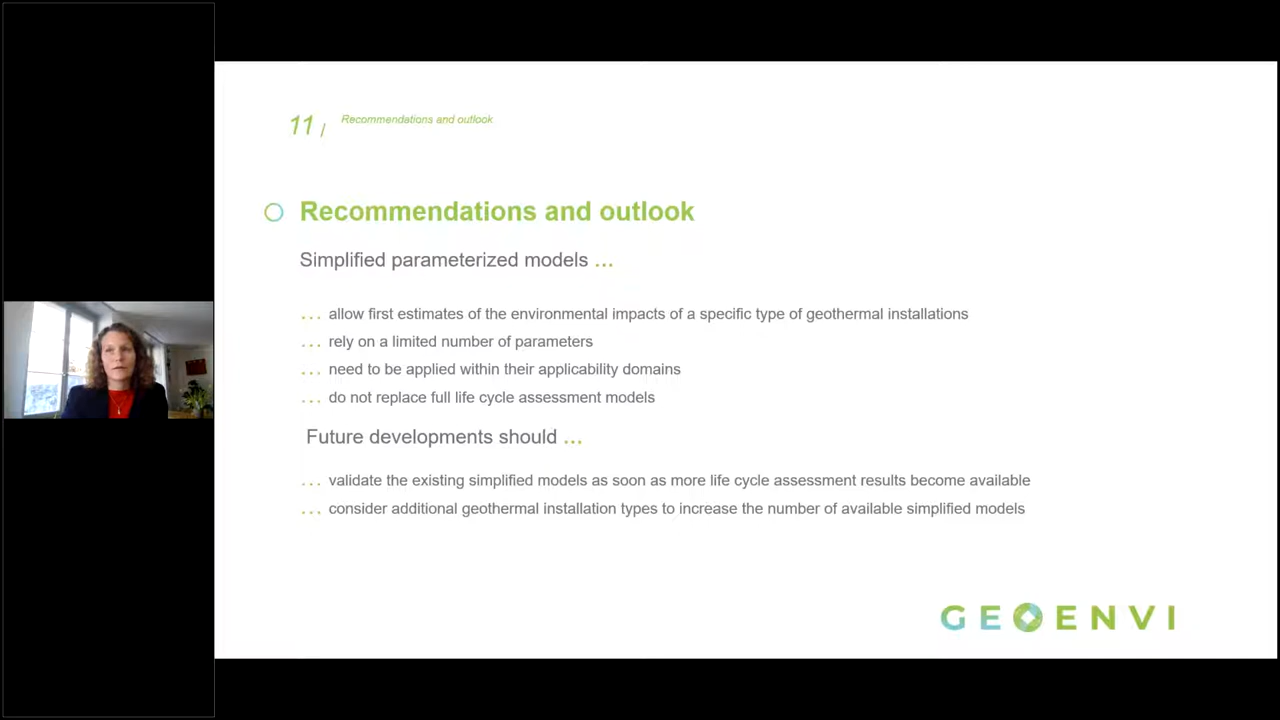 11 / Recommendations and outlook
Recommendations and outlook
Simplified parameterized models ...
... allow first estimates of the environmental impacts of a specific type of geothermal installations
... rely on a limited number of parameters
... need to be applied within their applicability domains
... do not replace full life cycle assessment models
Future developments should ...
... validate the existing simplified models as soon as more life cycle assessment results become available
... consider additional geothermal installation types to increase the number of available simplified models
GEOENVI